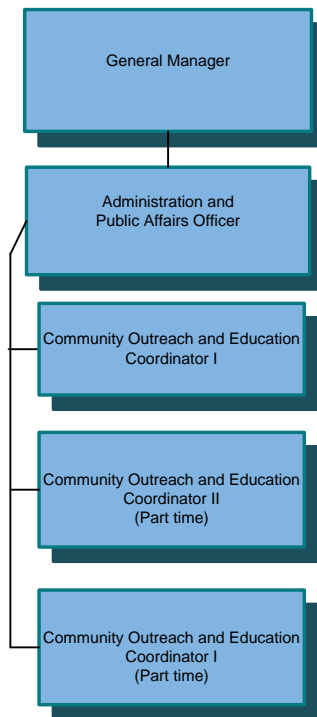 General Manager
Administration and
Public Affairs Officer
Community Outreach and Education
Coordinator I
Community Outreach and Education
Coordinator II
(Part time)
Community Outreach and Education
Coordinator I
(Part time)